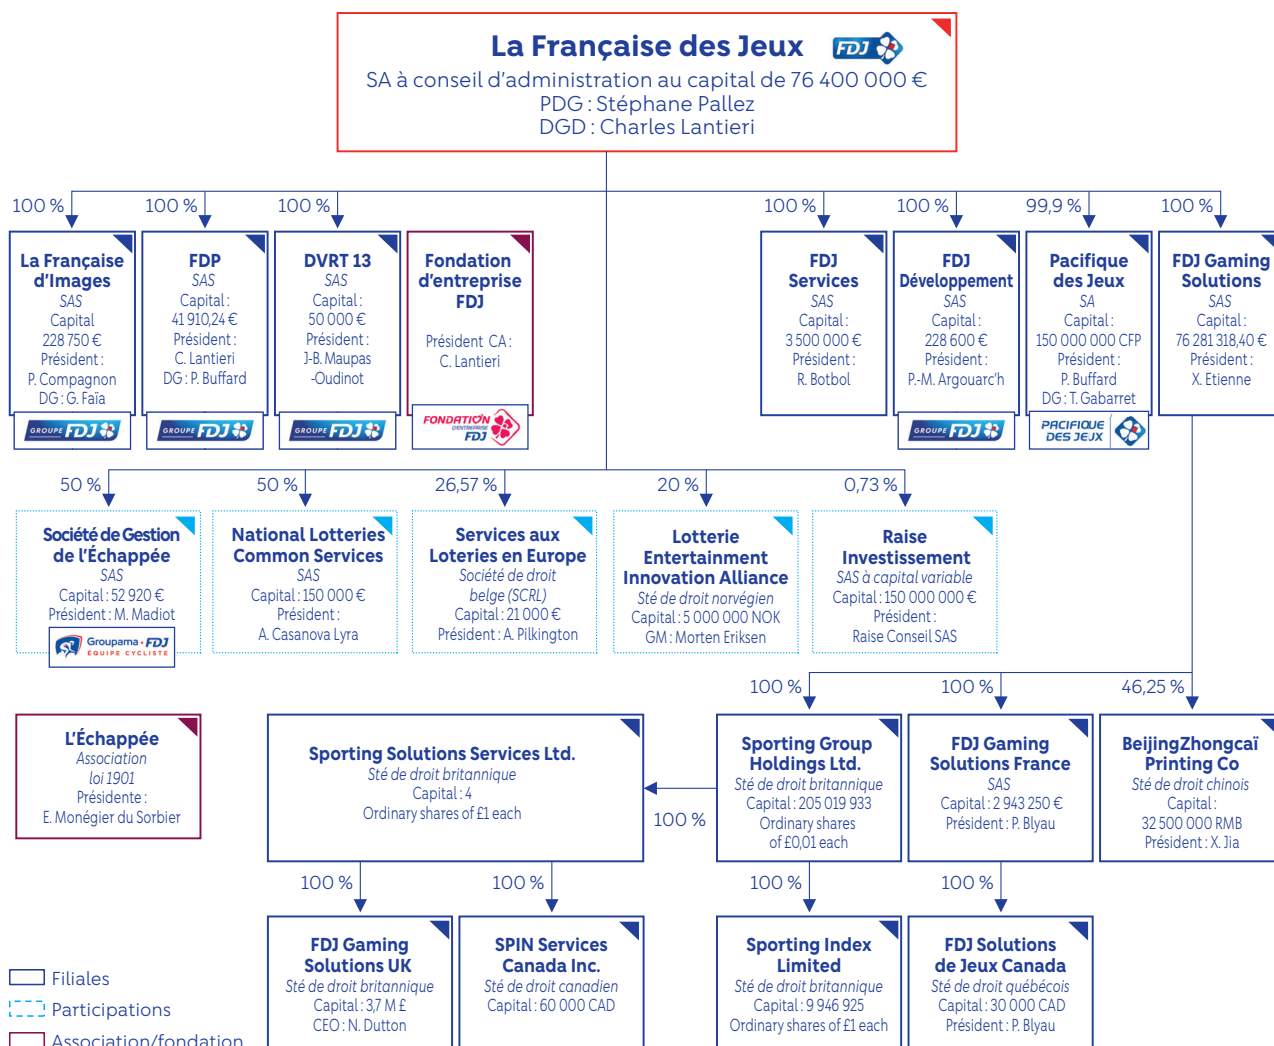 La Française des Jeux FDJ
SA à conseil d'administration au capital de 76 400 000 €
PDG : Stéphane Pallez
DGD : Charles Lantieri
100 %
100 %
100 %
100 %
100 %
99,9 %
100 %
La Française
d'Images
SAS
Capital
228 750 €
Président :
P. Compagnon
DG : G. Faïa
GROUPE FDJ
FDP
SAS
Capital :
41 910,24 €
Président :
C. Lantieri
DG : P. Buffard
GROUPE FDJ
DVRT 13
SAS
Capital :
50 000 €
Président :
J-B. Maupas
-Oudinot
GROUPE FDJ
Fondation
d'entreprise
FDJ
Président CA :
C. Lantieri
FONDATION
D'ENTREPRISE
FDJ
FDJ
Services
SAS
Capital :
3 500 000 €
Président :
R. Botbol
FDJ
Développement
SAS
Capital :
228 600 €
Président :
P.-M. Argouarc'h
GROUPE FDJ
Pacifique
des Jeux
SA
Capital :
150 000 000 CFP
Président :
P. Buffard
DG : T. Gabarret
PACIFIQUE
DES JEUX
FDJ Gaming
Solutions
SAS
Capital :
76 281 318,40 €
Président :
X. Etienne
50 %
50 %
26,57 %
20 %
0,73 %
Société de Gestion
de l'Échappée
SAS
Capital : 52 920 €
Président : M. Madiot
Groupama - FDJ
ÉQUIPE CYCLISTE
National Lotteries
Common Services
SAS
Capital : 150 000 €
Président :
A. Casanova Lyra
Services aux
Loteries en Europe
Société de droit
belge (SCRL)
Capital : 21 000 €
Président : A. Pilkington
Lotterie
Entertainment
Innovation Alliance
Sté de droit norvégien
Capital : 5 000 000 NOK
GM : Morten Eriksen
Raise
Investissement
SAS à capital variable
Capital : 150 000 000 €
Président :
Raise Conseil SAS
100 %
100 %
46,25 %
L'Échappée
Association
loi 1901
Présidente :
E. Monégier du Sorbier
Sporting Solutions Services Ltd.
Sté de droit britannique
Capital : 4
Ordinary shares of £1 each
100 %
Sporting Group
Holdings Ltd.
Sté de droit britannique
Capital : 205 019 933
Ordinary shares
of £0,01 each
FDJ Gaming
Solutions France
SAS
Capital : 2 943 250 €
Président : P. Blyau
BeijingZhongcaï
Printing Co
Sté de droit chinois
Capital :
32 500 000 RMB
Président : X. Jia
100 %
100 %
100 %
100 %
FDJ Gaming
Solutions UK
Sté de droit britannique
Capital : 3,7 M £
CEO : N. Dutton
SPIN Services
Canada Inc.
Sté de droit canadien
Capital : 60 000 CAD
Sporting Index
Limited
Sté de droit britannique
Capital : 9 946 925
Ordinary shares of £1 each
FDJ Solutions
de Jeux Canada
Sté de droit québécois
Capital : 30 000 CAD
Président : P. Blyau
Filiales
Participations
Association/fondation